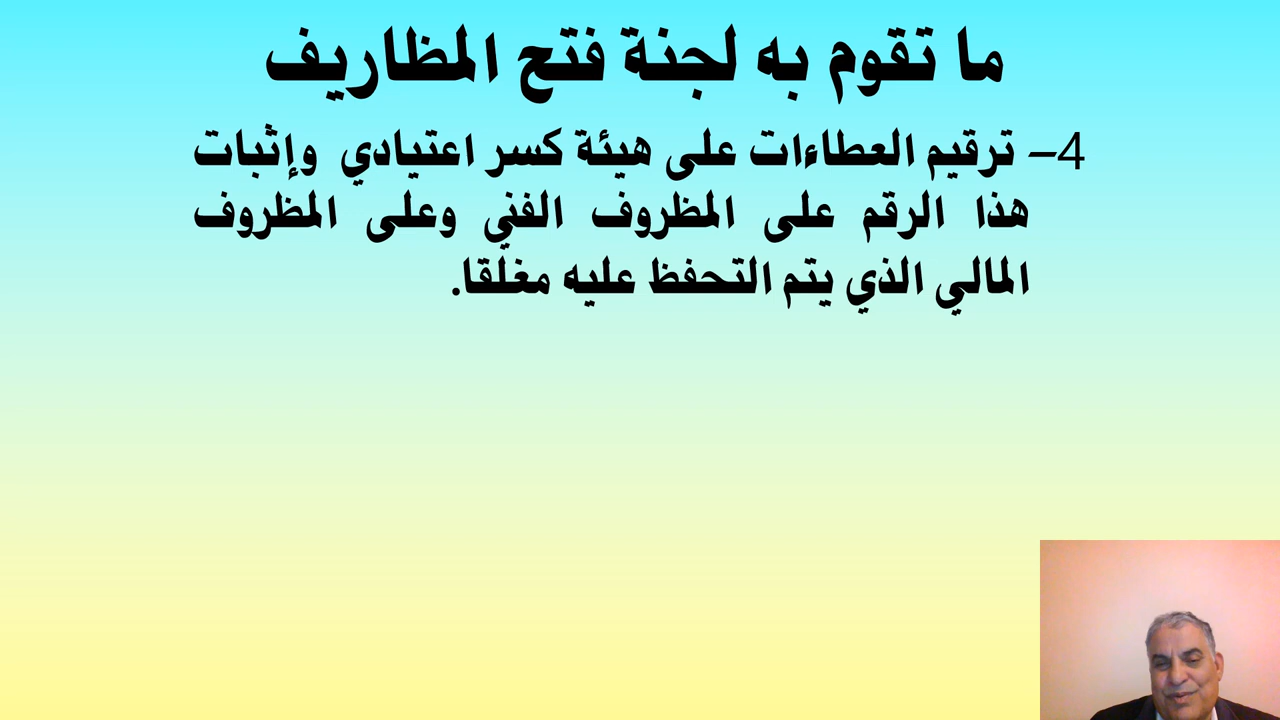 ما تقوم به لجنة فتح المظاريف
4– ترقيم العطاءات على هيئة كسر اعتيادي وإثبات
هذا الرقم على المظروف الفني وعلى المظروف
المالي الذي يتم التحفظ عليه مغلقا.